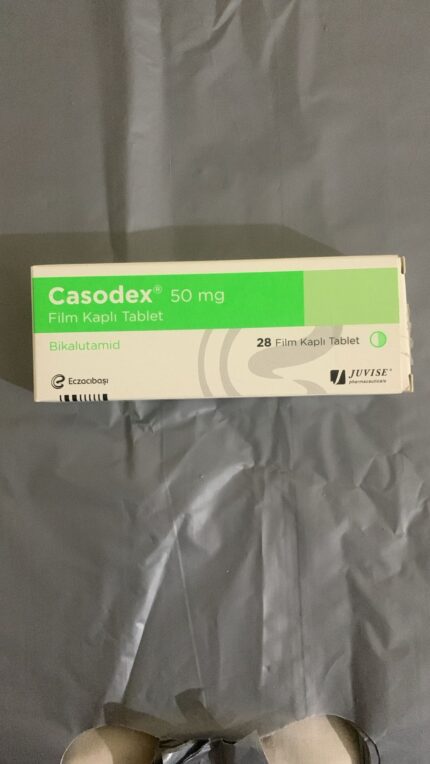 Casodex® 50 mg
Film Kaplı Tablet
Bikalutamid
28 Film Kaplı Tablet
Eczacıbaşı
JUVISE®
pharmaceuticals